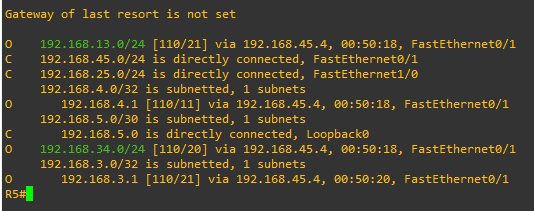 Gateway of last resort is not set
O    192.168.13.0/24 [110/21] via 192.168.45.4, 00:50:18, FastEthernet0/1
C    192.168.45.0/24 is directly connected, FastEthernet0/1
C    192.168.25.0/24 is directly connected, FastEthernet1/0
     192.168.4.0/32 is subnetted, 1 subnets
O       192.168.4.1 [110/11] via 192.168.45.4, 00:50:18, FastEthernet0/1
     192.168.5.0/30 is subnetted, 1 subnets
C       192.168.5.0 is directly connected, Loopback0
O    192.168.34.0/24 [110/20] via 192.168.45.4, 00:50:18, FastEthernet0/1
     192.168.3.0/32 is subnetted, 1 subnets
O       192.168.3.1 [110/21] via 192.168.45.4, 00:50:20, FastEthernet0/1
R5#